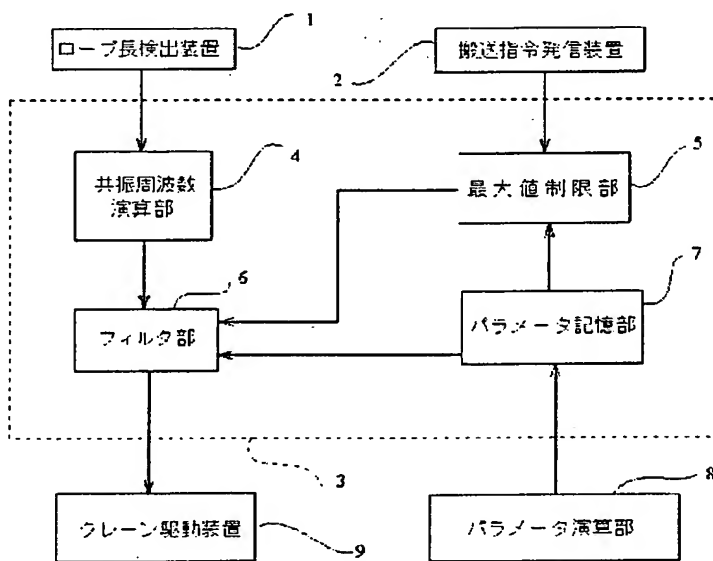 1
ロープ長検出装置
搬送指令発信装置
2
4
5
共振周波数
演算部
最大値制限部
6
7
フィルタ部
パラメータ記憶部
3
8
クレーン駆動装置
9
パラメータ演算部